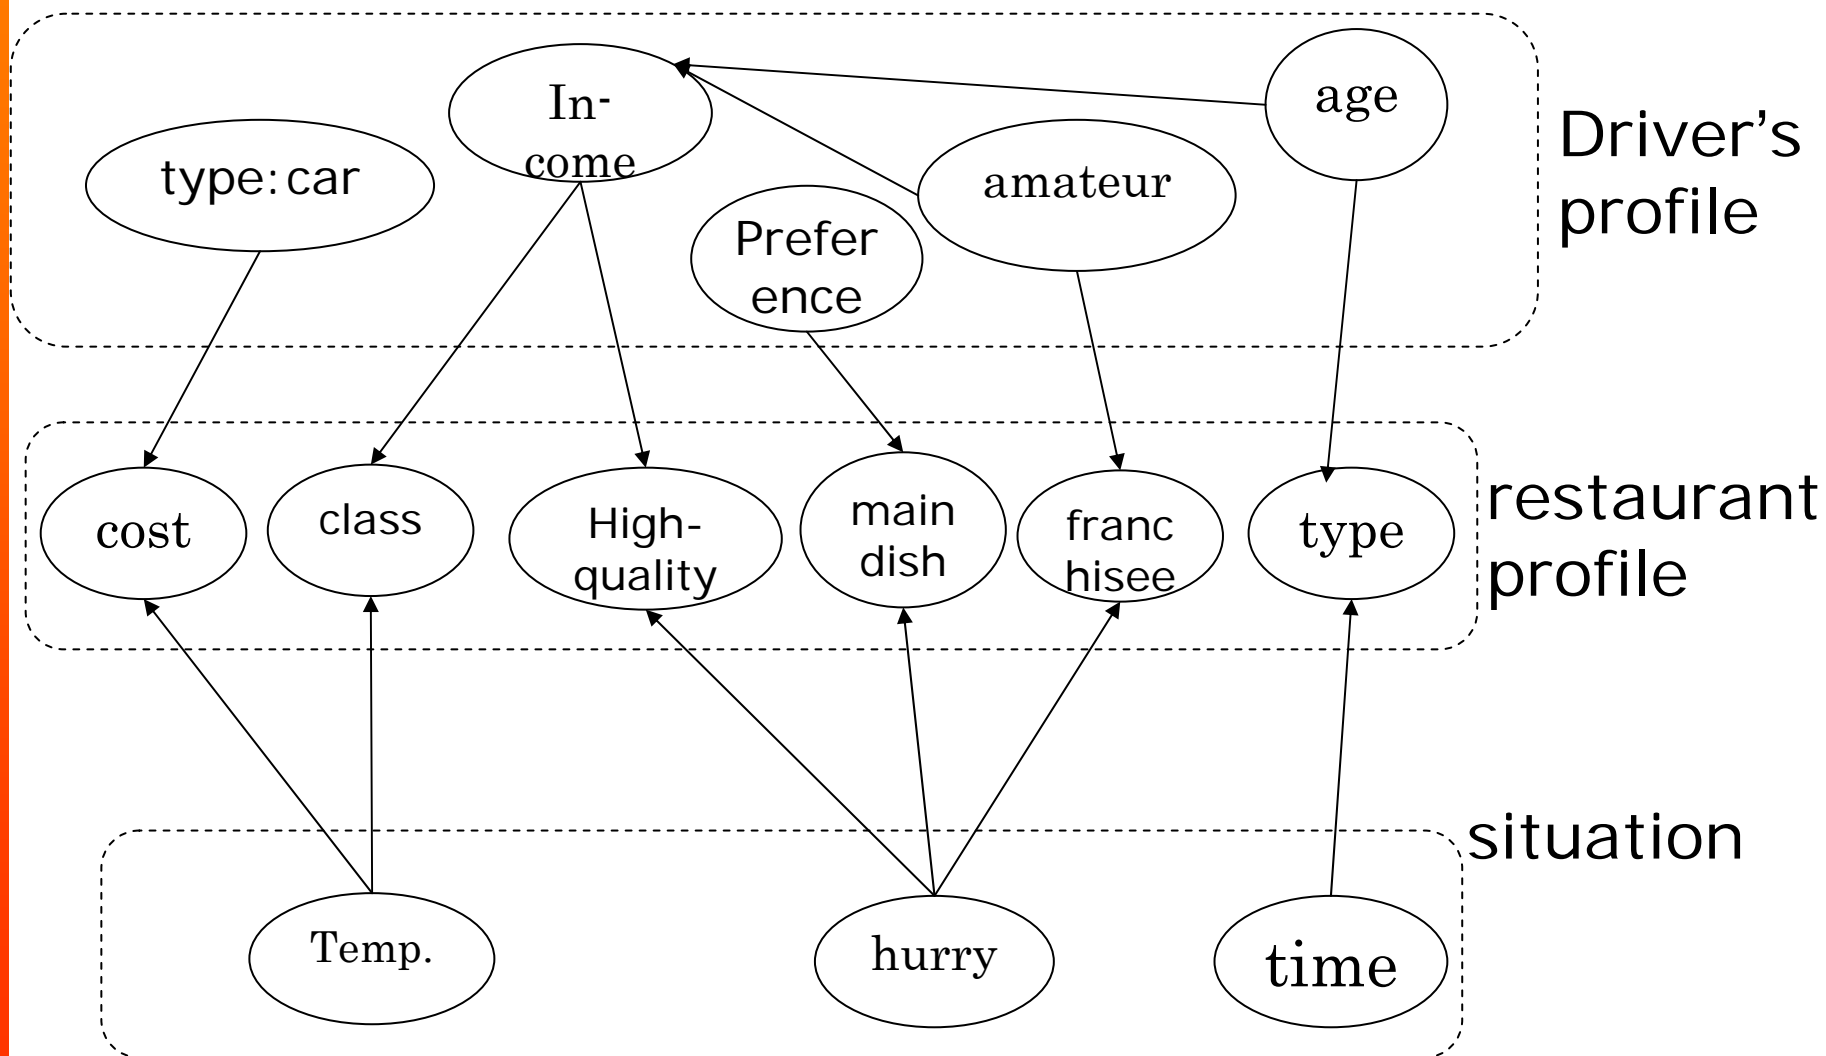 In-
come
age
type:car
amateur
Prefer
ence
Driver's
profile
cost
class
High-
quality
main
dish
franc
hisee
type
restaurant
profile
situation
Temp.
hurry
time